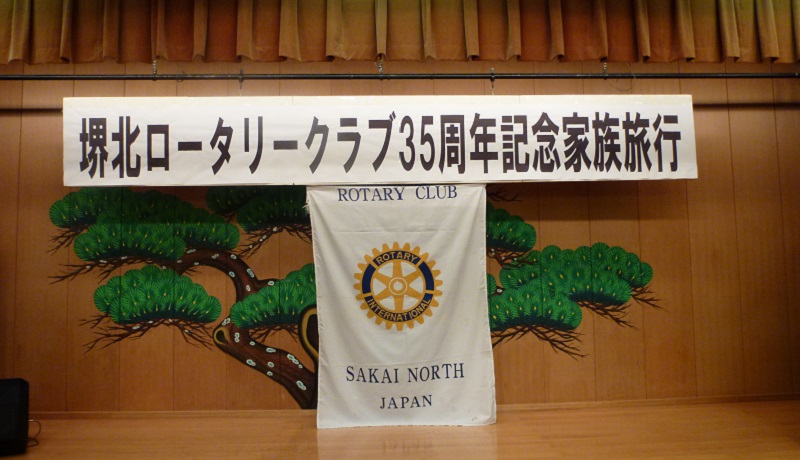 堺北ロータリークラブ35周年記念家族旅行
ROTARY CLUB
ROTARY
INTERNATIONAL
SAKAI NORTH
JAPAN